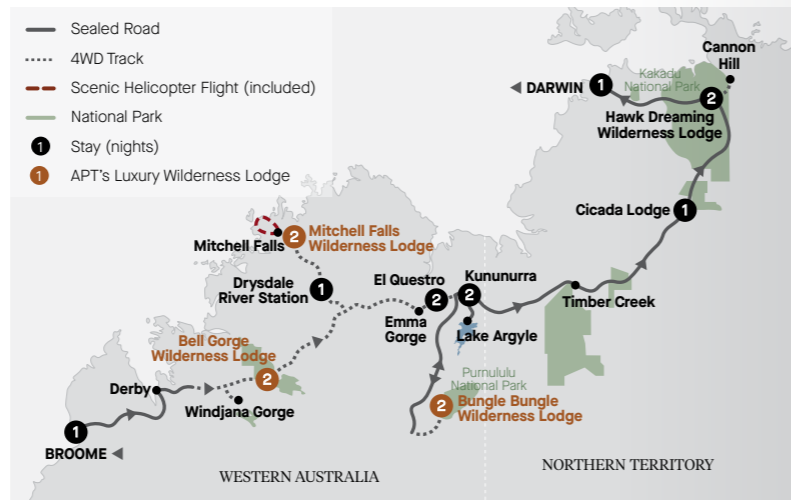 Sealed Road
4WD Track
Scenic Helicopter Flight (included)
National Park
1 Stay (nights)
1 APT's Luxury Wilderness Lodge
Cannon
Hill
Kakadu
National Park
DARWIN
1
2
Hawk Dreaming
Wilderness Lodge
Cicada Lodge
1
Mitchell Falls
2
Mitchell Falls
Wilderness Lodge
Drysdale
River Station
1
El Questro
2
Kununurra
2
Emma
Gorge
Lake Argyle
Timber Creek
Bell Gorge
Wilderness Lodge
2
Purnululu
National Park
Derby
Windjana Gorge
2
Bungle Bungle
Wilderness Lodge
1
BROOME
WESTERN AUSTRALIA
NORTHERN TERRITORY